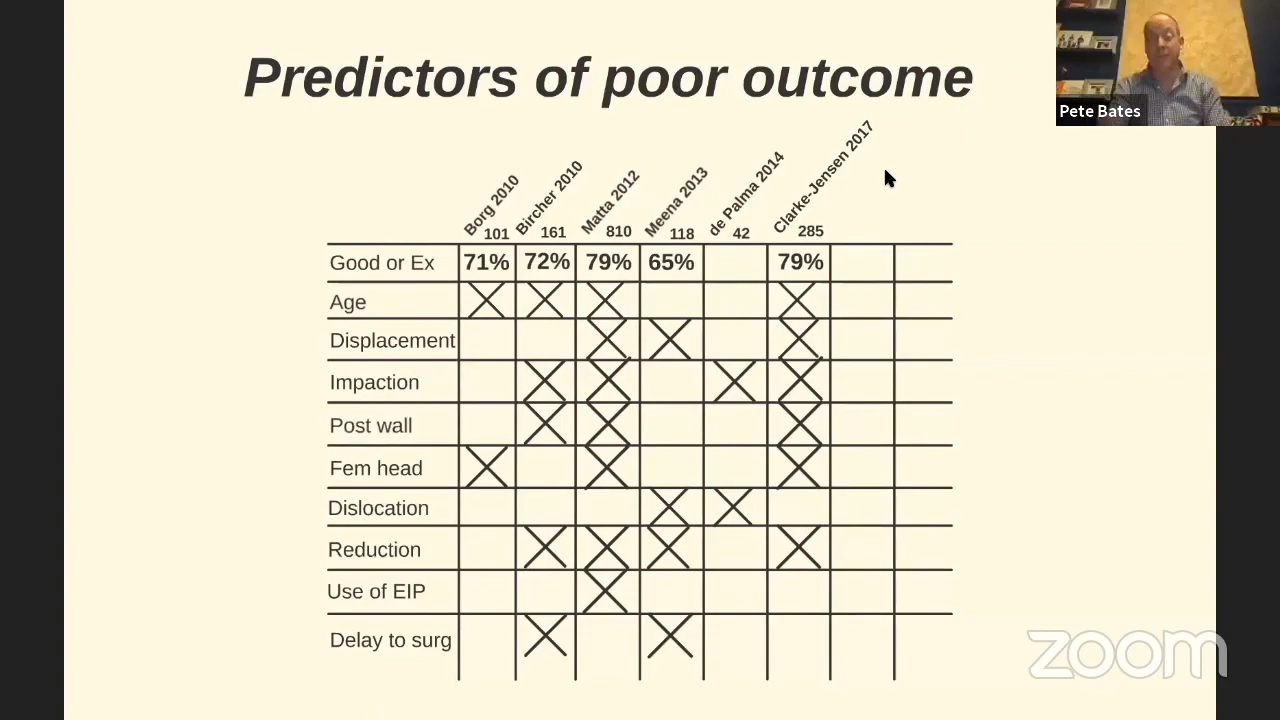 Predictors of poor outcome
Pete Bates
Borg 2010 Bircher 2010 Matta 2012 Meena 2013 de Palma 2014 Clarke-Jensen 2017
101 161 810 118 42 285
Good or Ex 71% 72% 79% 65% 79%
Age
Displacement
Impaction
Post wall
Fem head
Dislocation
Reduction
Use of EIP
Delay to surg
zoom